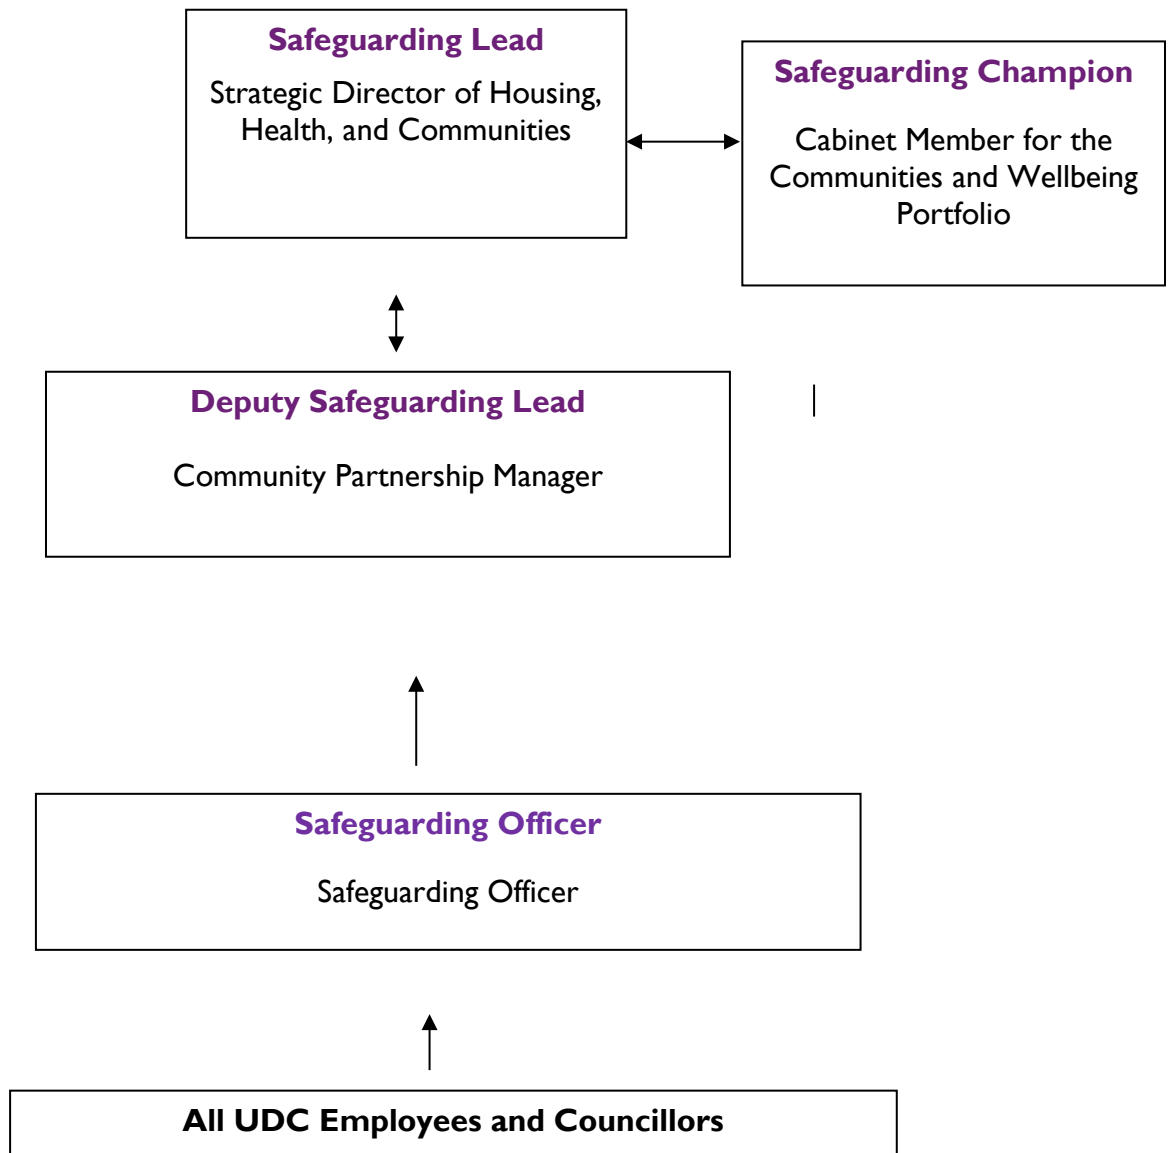 Safeguarding Lead
Strategic Director of Housing,
Health, and Communities
Safeguarding Champion
Cabinet Member for the
Communities and Wellbeing
Portfolio
Deputy Safeguarding Lead
Community Partnership Manager
Safeguarding Officer
Safeguarding Officer
All UDC Employees and Councillors